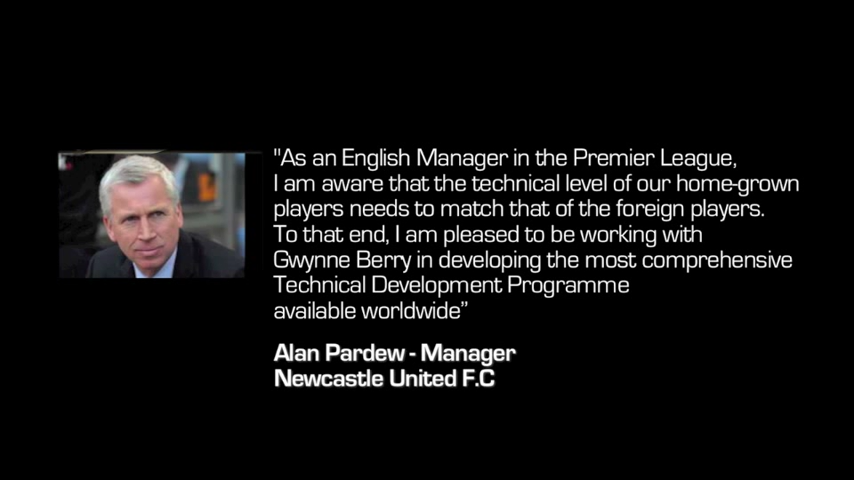 "As an English Manager in the Premier League,
I am aware that the technical level of our home-grown
players needs to match that of the foreign players.
To that end, I am pleased to be working with
Gwynne Berry in developing the most comprehensive
Technical Development Programme
available worldwide”
Alan Pardew - Manager
Newcastle United F.C